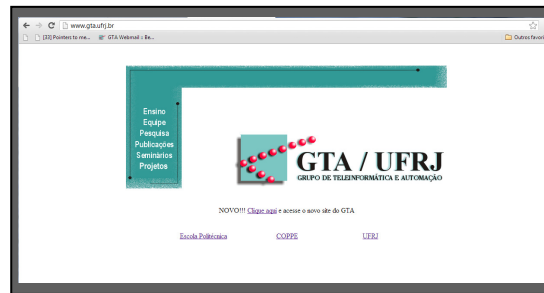 www.gta.ufrj.br
[33] Pointers to me...
GTA Webmail :: Be...
Outros favori
Ensino
Equipe
Pesquisa
Publicações
Seminários
Projetos
GTA / UFRJ
GRUPO DE TELEINFORMÁTICA E AUTOMAÇÃO
NOVO!!! Clique aqui e acesse o novo site do GTA
Escola Politécnica COPPE UFRJ